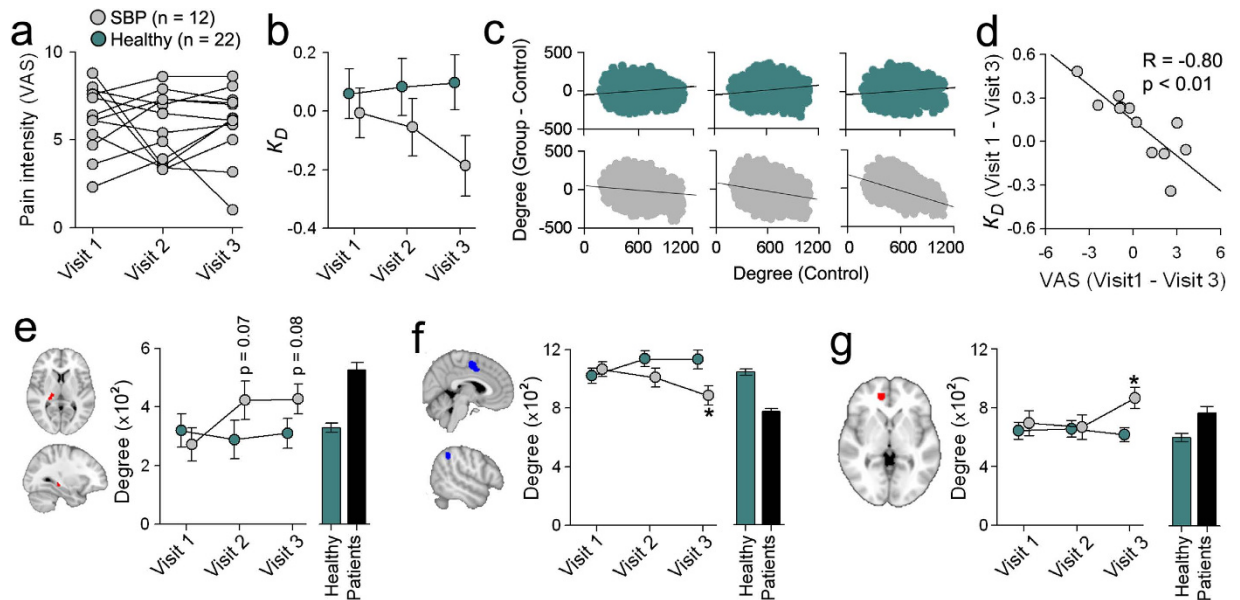 a
SBP (n = 12)
Healthy (n = 22)
Pain intensity (VAS)
10
5
0
Visit 1
Visit 2
Visit 3
b
K_D
0.2
0.0
-0.2
-0.4
Visit 1
Visit 2
Visit 3
c
Degree (Group - Control)
500
0
-500
500
0
-500
0 600 1200
0 600 1200
0 600 1200
Degree (Control)
d
R = -0.80
p < 0.01
K_D (Visit 1 - Visit 3)
0.6
0.3
0.0
-0.3
-0.6
-6 -3 0 3 6
VAS (Visit1 - Visit 3)
e
Degree (x10²)
6
4
2
0
p = 0.07
p = 0.08
Visit 1
Visit 2
Visit 3
Healthy
Patients
f
Degree (x10²)
12
8
4
0
*
Visit 1
Visit 2
Visit 3
Healthy
Patients
g
Degree (x10²)
12
8
4
0
*
Visit 1
Visit 2
Visit 3
Healthy
Patients